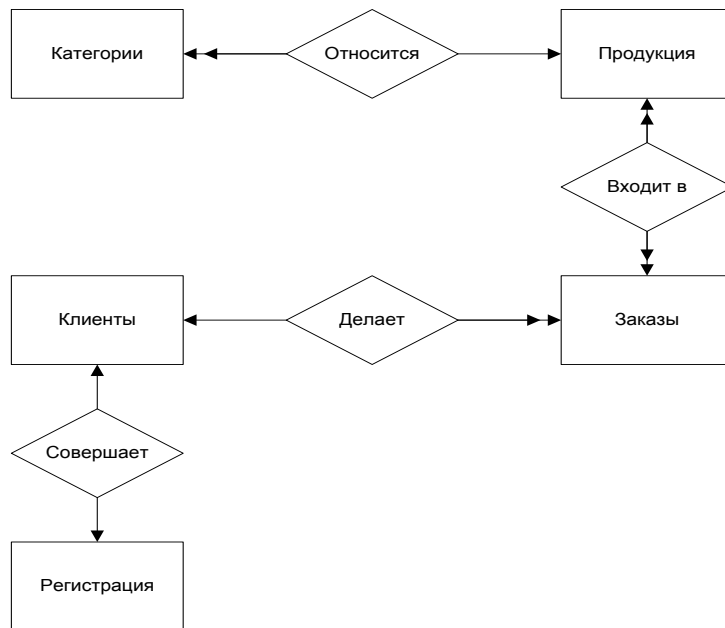 Категории
Относится
Продукция
Входит в
Клиенты
Делает
Заказы
Совершает
Регистрация